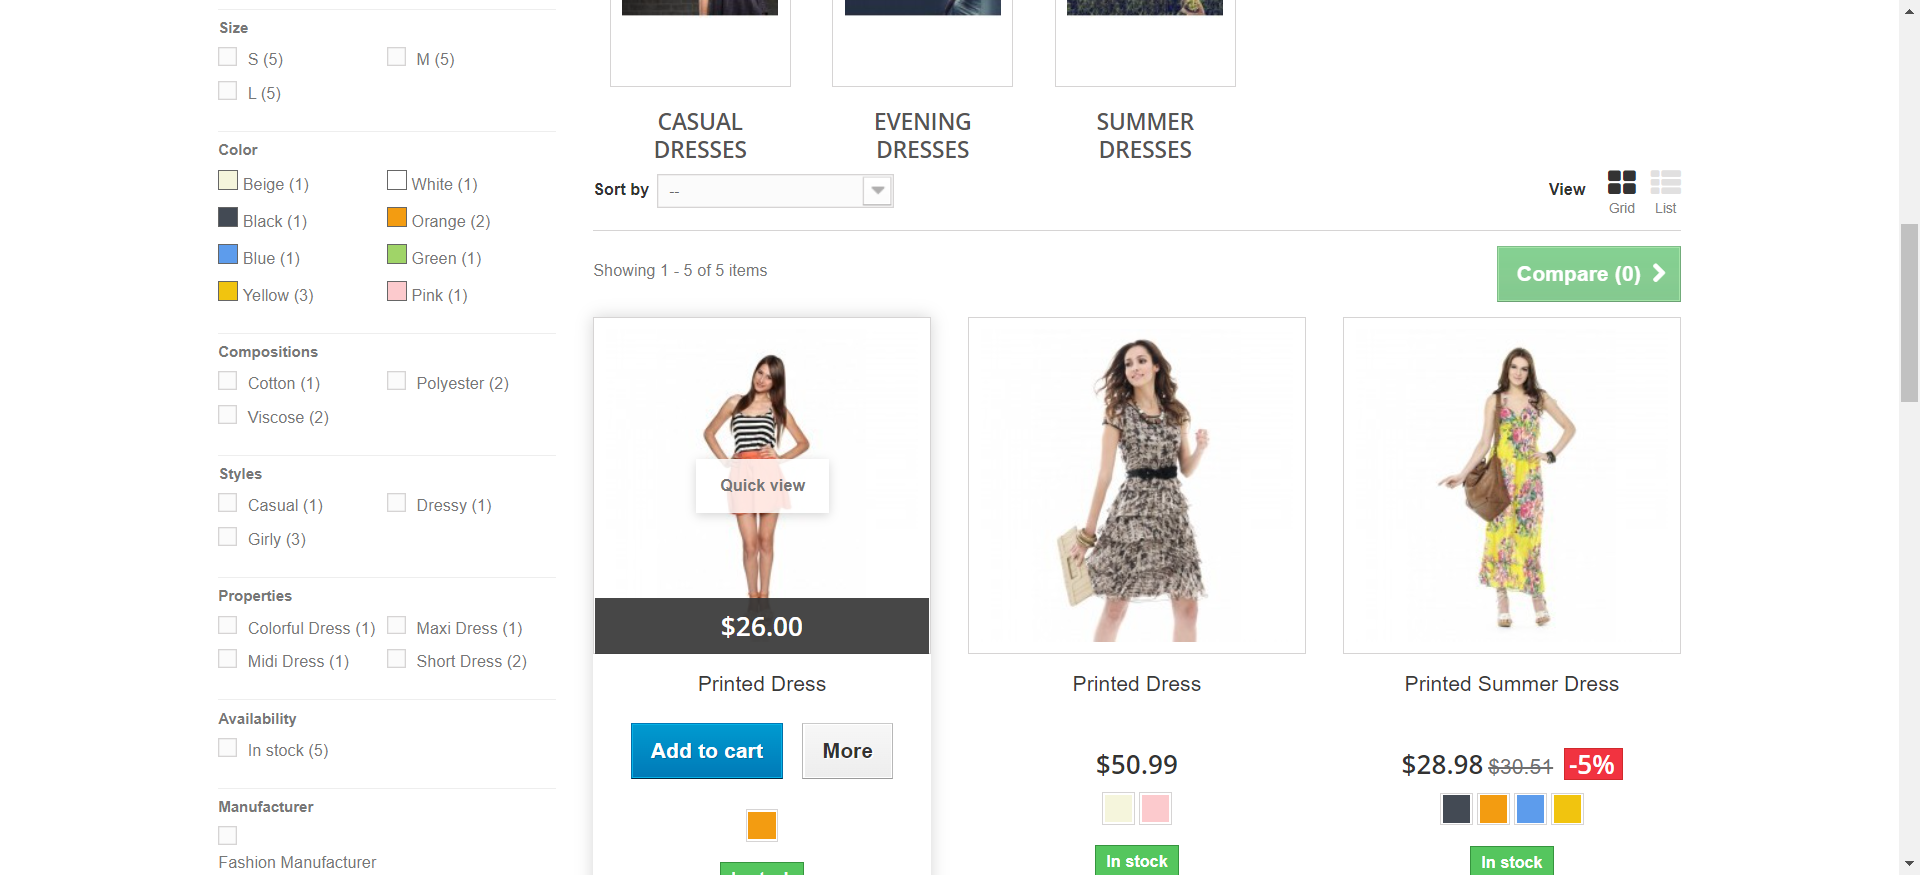 Size
S (5)
M (5)
L (5)
Color
Beige (1)
White (1)
Black (1)
Orange (2)
Blue (1)
Green (1)
Yellow (3)
Pink (1)
Compositions
Cotton (1)
Polyester (2)
Viscose (2)
Styles
Casual (1)
Dressy (1)
Girly (3)
Properties
Colorful Dress (1)
Maxi Dress (1)
Midi Dress (1)
Short Dress (2)
Availability
In stock (5)
Manufacturer
Fashion Manufacturer
CASUAL
DRESSES
EVENING
DRESSES
SUMMER
DRESSES
Sort by
--
View
Grid
List
Showing 1 - 5 of 5 items
Compare (0)
Quick view
$26.00
Printed Dress
Add to cart
More
Printed Dress
$50.99
In stock
Printed Summer Dress
$28.98 $30.51 -5%
In stock